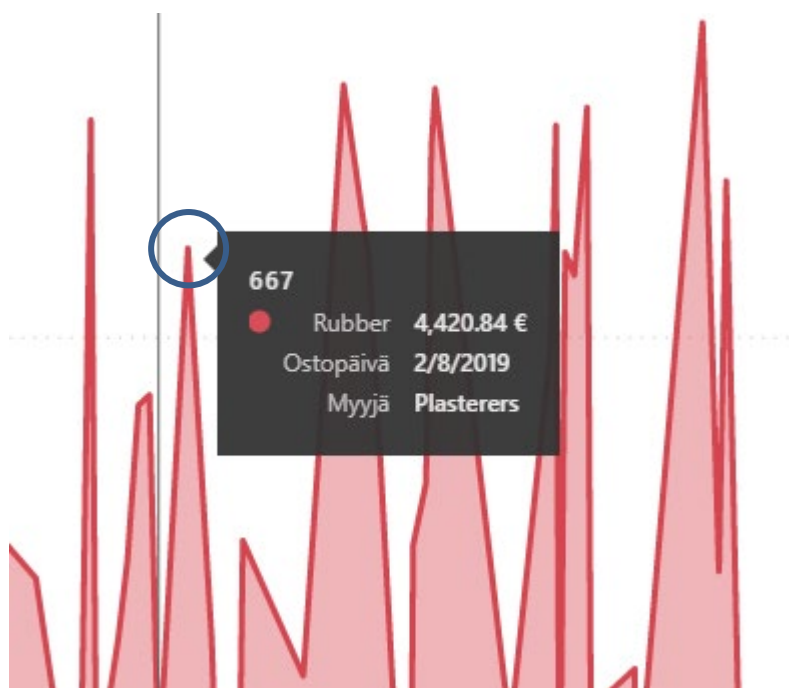 667
Rubber 4,420.84 €
Ostopäivä 2/8/2019
Myyjä Plasterers